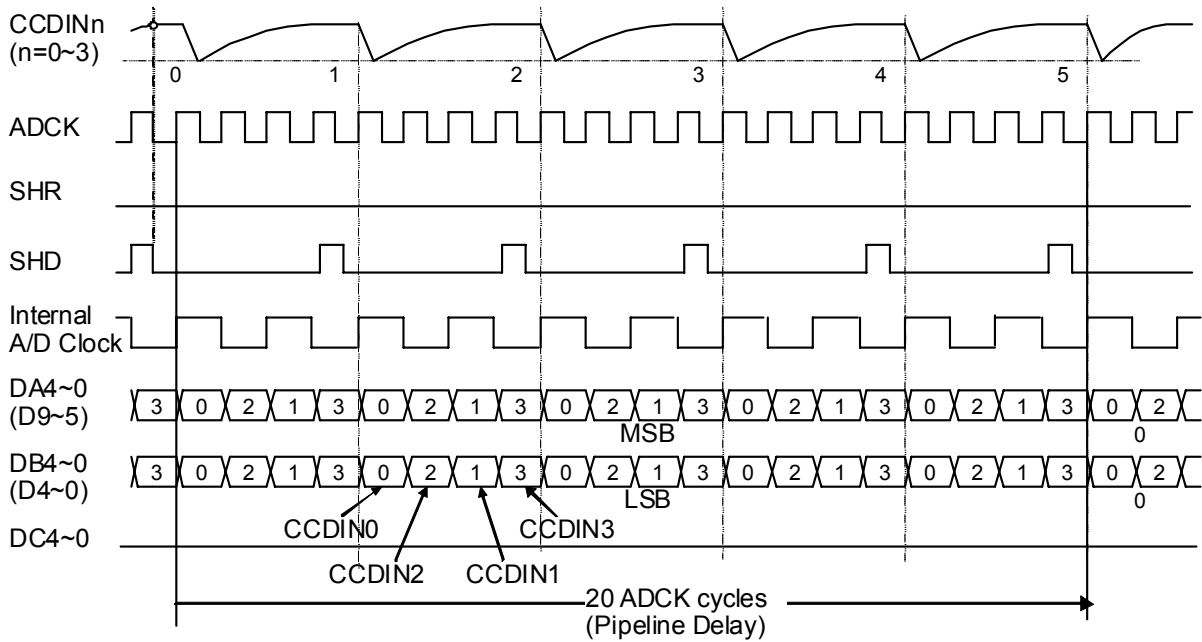 CCDINn
(n=0~3)
0 1 2 3 4 5
ADCK
SHR
SHD
Internal
A/D Clock
DA4~0
(D9~5)
3 0 2 1 3 0 2 1 3 0 2 1 3 0 2 1 3 0 2 1 3 0 2
MSB 0
DB4~0
(D4~0)
3 0 2 1 3 0 2 1 3 0 2 1 3 0 2 1 3 0 2 1 3 0 2
LSB 0
CCDIN0 CCDIN3
DC4~0
CCDIN2 CCDIN1
20 ADCK cycles
(Pipeline Delay)